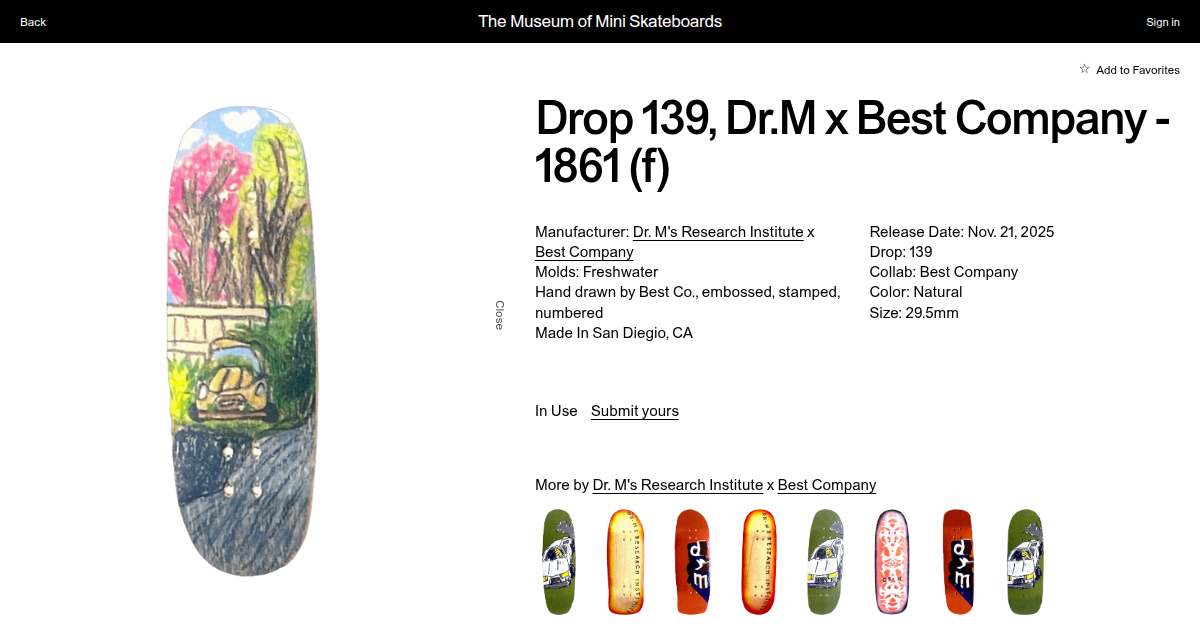 Back
The Museum of Mini Skateboards
Sign in
☆ Add to Favorites
Drop 139, Dr.M x Best Company -
1861 (f)
Manufacturer: Dr. M's Research Institute x
Best Company
Molds: Freshwater
Hand drawn by Best Co., embossed, stamped,
numbered
Made In San Diegio, CA
Release Date: Nov. 21, 2025
Drop: 139
Collab: Best Company
Color: Natural
Size: 29.5mm
Close
In Use Submit yours
More by Dr. M's Research Institute x Best Company